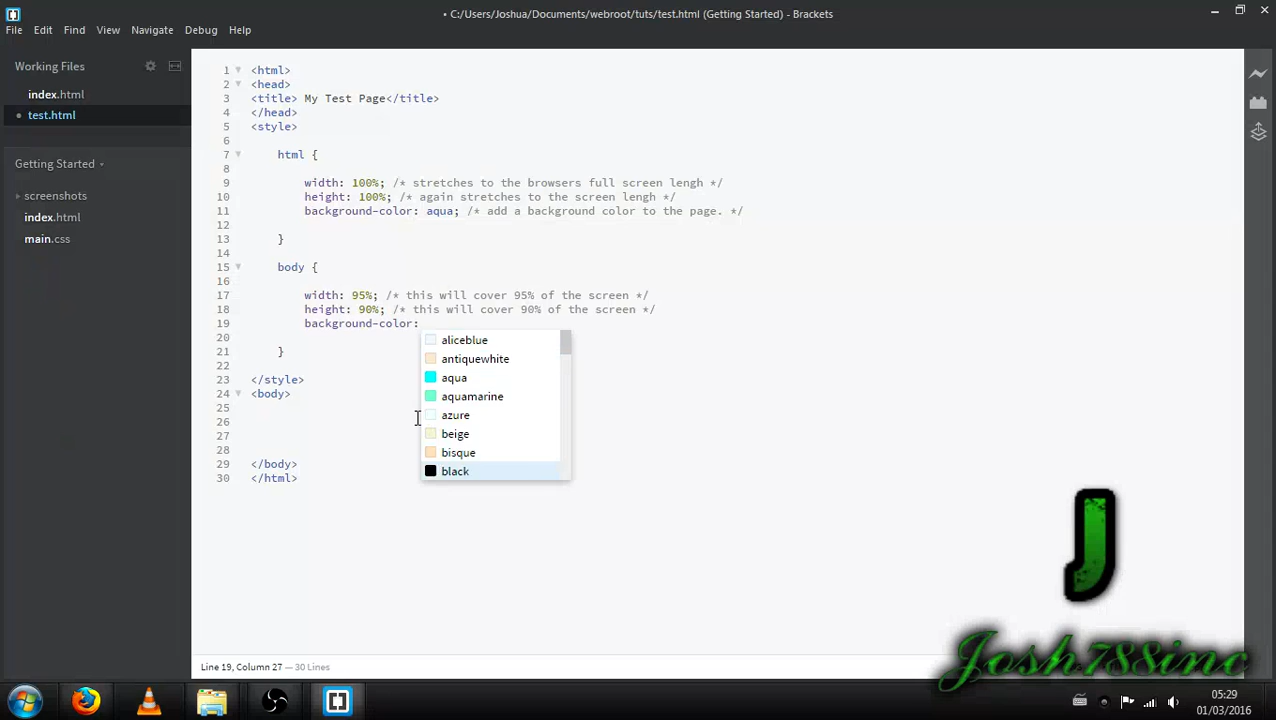 • C:/Users/Joshua/Documents/webroot/tuts/test.html (Getting Started) - Brackets
File Edit View Navigate Debug Help
Working Files
index.html
• test.html
Getting Started
screenshots
index.html
main.css
1 <html>
2 <head>
3 <title> My Test Page</title>
4 </head>
5 <style>
6
7 html {
8
9 width: 100%; /* stretches to the browsers full screen lengh */
10 height: 100%; /* again stretches to the screen lengh */
11 background-color: aqua; /* add a background color to the page. */
12
13 }
14
15 body {
16
17 width: 95%; /* this will cover 95% of the screen */
18 height: 90%; /* this will cover 90% of the screen */
19 background-color:
20
21 }
22
23 </style>
24 <body>
25
26
27
28
29 </body>
30 </html>
aliceblue
antiquewhite
aqua
aquamarine
azure
beige
bisque
black
J
Josh788inc
Line 19, Column 27 — 30 Lines
05:29
01/03/2016